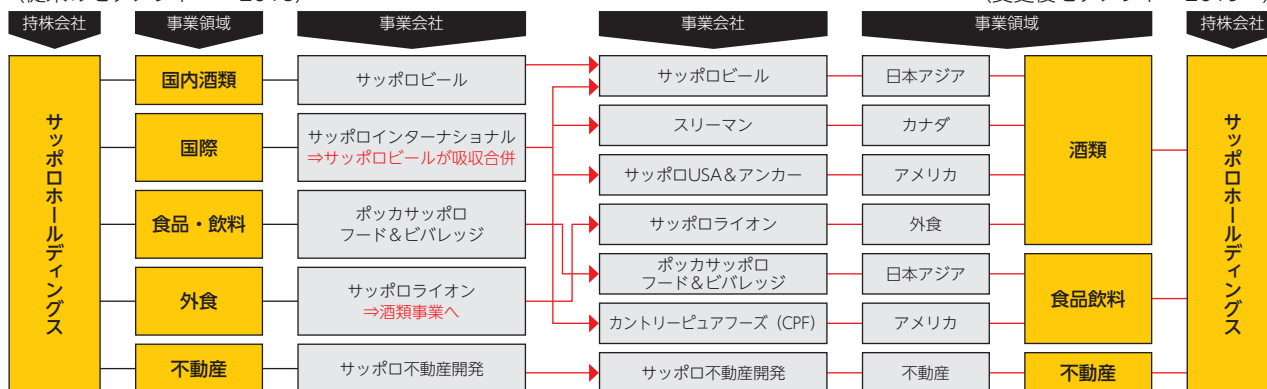 持株会社
事業領域
事業会社
事業会社
事業領域
持株会社
サッポロホールディングス
国内酒類
サッポロビール
国際
サッポロインターナショナル
⇒サッポロビールが吸収合併
食品・飲料
ポッカサッポロ
フード&ビバレッジ
外食
サッポロライオン
⇒酒類事業へ
不動産
サッポロ不動産開発
サッポロビール
日本アジア
スリーマン
カナダ
サッポロUSA&アンカー
アメリカ
サッポロライオン
外食
酒類
ポッカサッポロ
フード&ビバレッジ
日本アジア
カントリーピュアフーズ(CPF)
アメリカ
食品飲料
サッポロ不動産開発
不動産
不動産
サッポロホールディングス